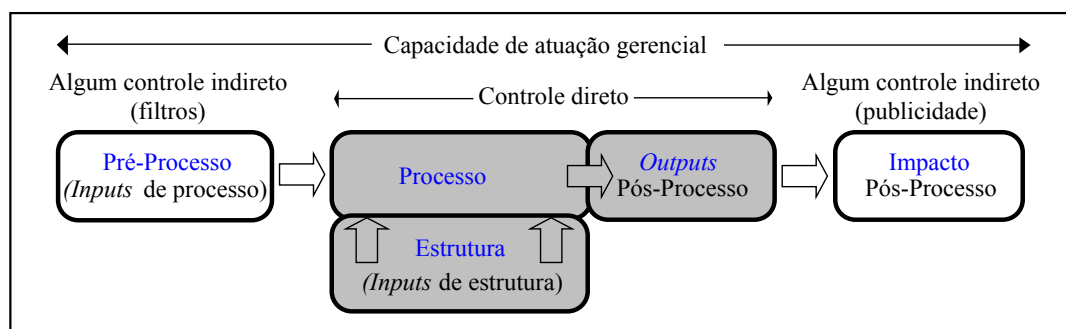 Capacidade de atuação gerencial
Algum controle indireto
(filtros)
Controle direto
Algum controle indireto
(publicidade)
Pré-Processo
(Inputs de processo)
Processo
Outputs
Pós-Processo
Impacto
Pós-Processo
Estrutura
(Inputs de estrutura)